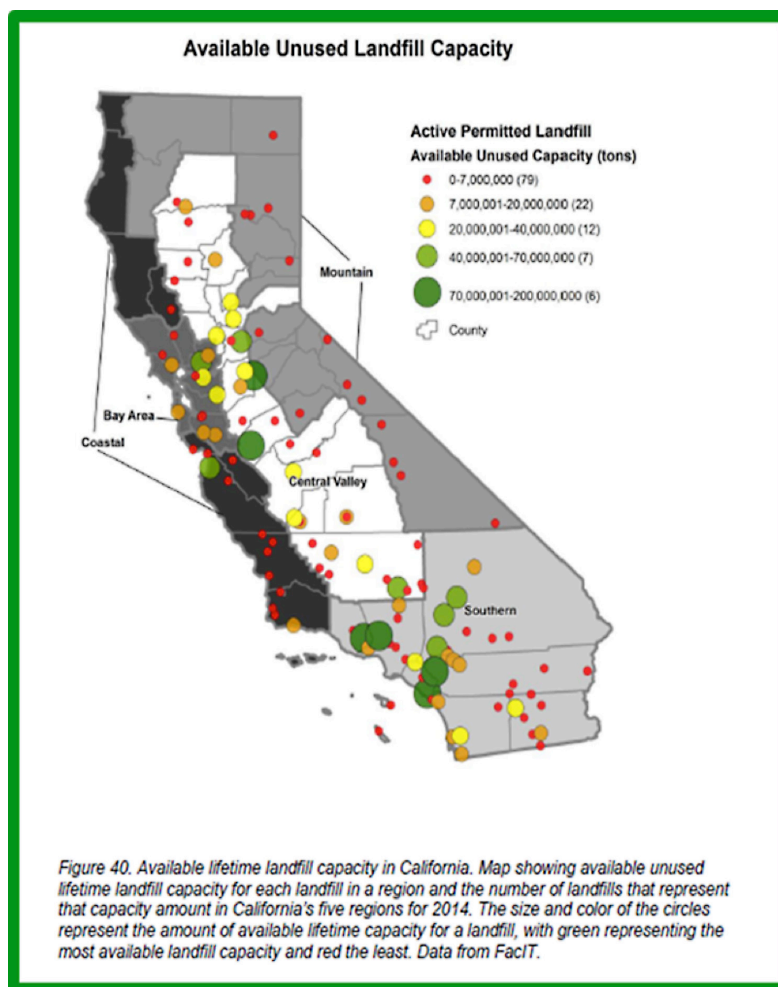 Available Unused Landfill Capacity
Active Permitted Landfill
Available Unused Capacity (tons)
0-7,000,000 (79)
7,000,001-20,000,000 (22)
20,000,001-40,000,000 (12)
40,000,001-70,000,000 (7)
70,000,001-200,000,000 (6)
County
Mountain
Bay Area
Coastal
Central Valley
Southern
Figure 40. Available lifetime landfill capacity in California. Map showing available unused
lifetime landfill capacity for each landfill in a region and the number of landfills that represent
that capacity amount in California's five regions for 2014. The size and color of the circles
represent the amount of available lifetime capacity for a landfill, with green representing the
most available landfill capacity and red the least. Data from FacIT.